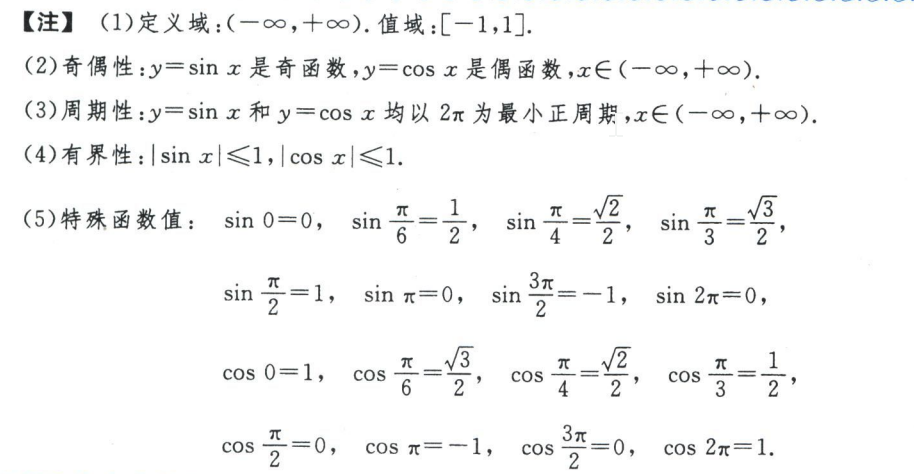 【注】 (1)定义域:(-∞,+∞). 值域:[-1,1].
(2)奇偶性:y=sin x 是奇函数,y=cos x 是偶函数,x∈(-∞,+∞).
(3)周期性:y=sin x 和 y=cos x 均以 2π 为最小正周期,x∈(-∞,+∞).
(4)有界性:|sin x|≤1,|cos x|≤1.
(5)特殊函数值: sin 0=0, sin π/6=1/2, sin π/4=√2/2, sin π/3=√3/2,
sin π/2=1, sin π=0, sin 3π/2=-1, sin 2π=0,
cos 0=1, cos π/6=√3/2, cos π/4=√2/2, cos π/3=1/2,
cos π/2=0, cos π=-1, cos 3π/2=0, cos 2π=1.